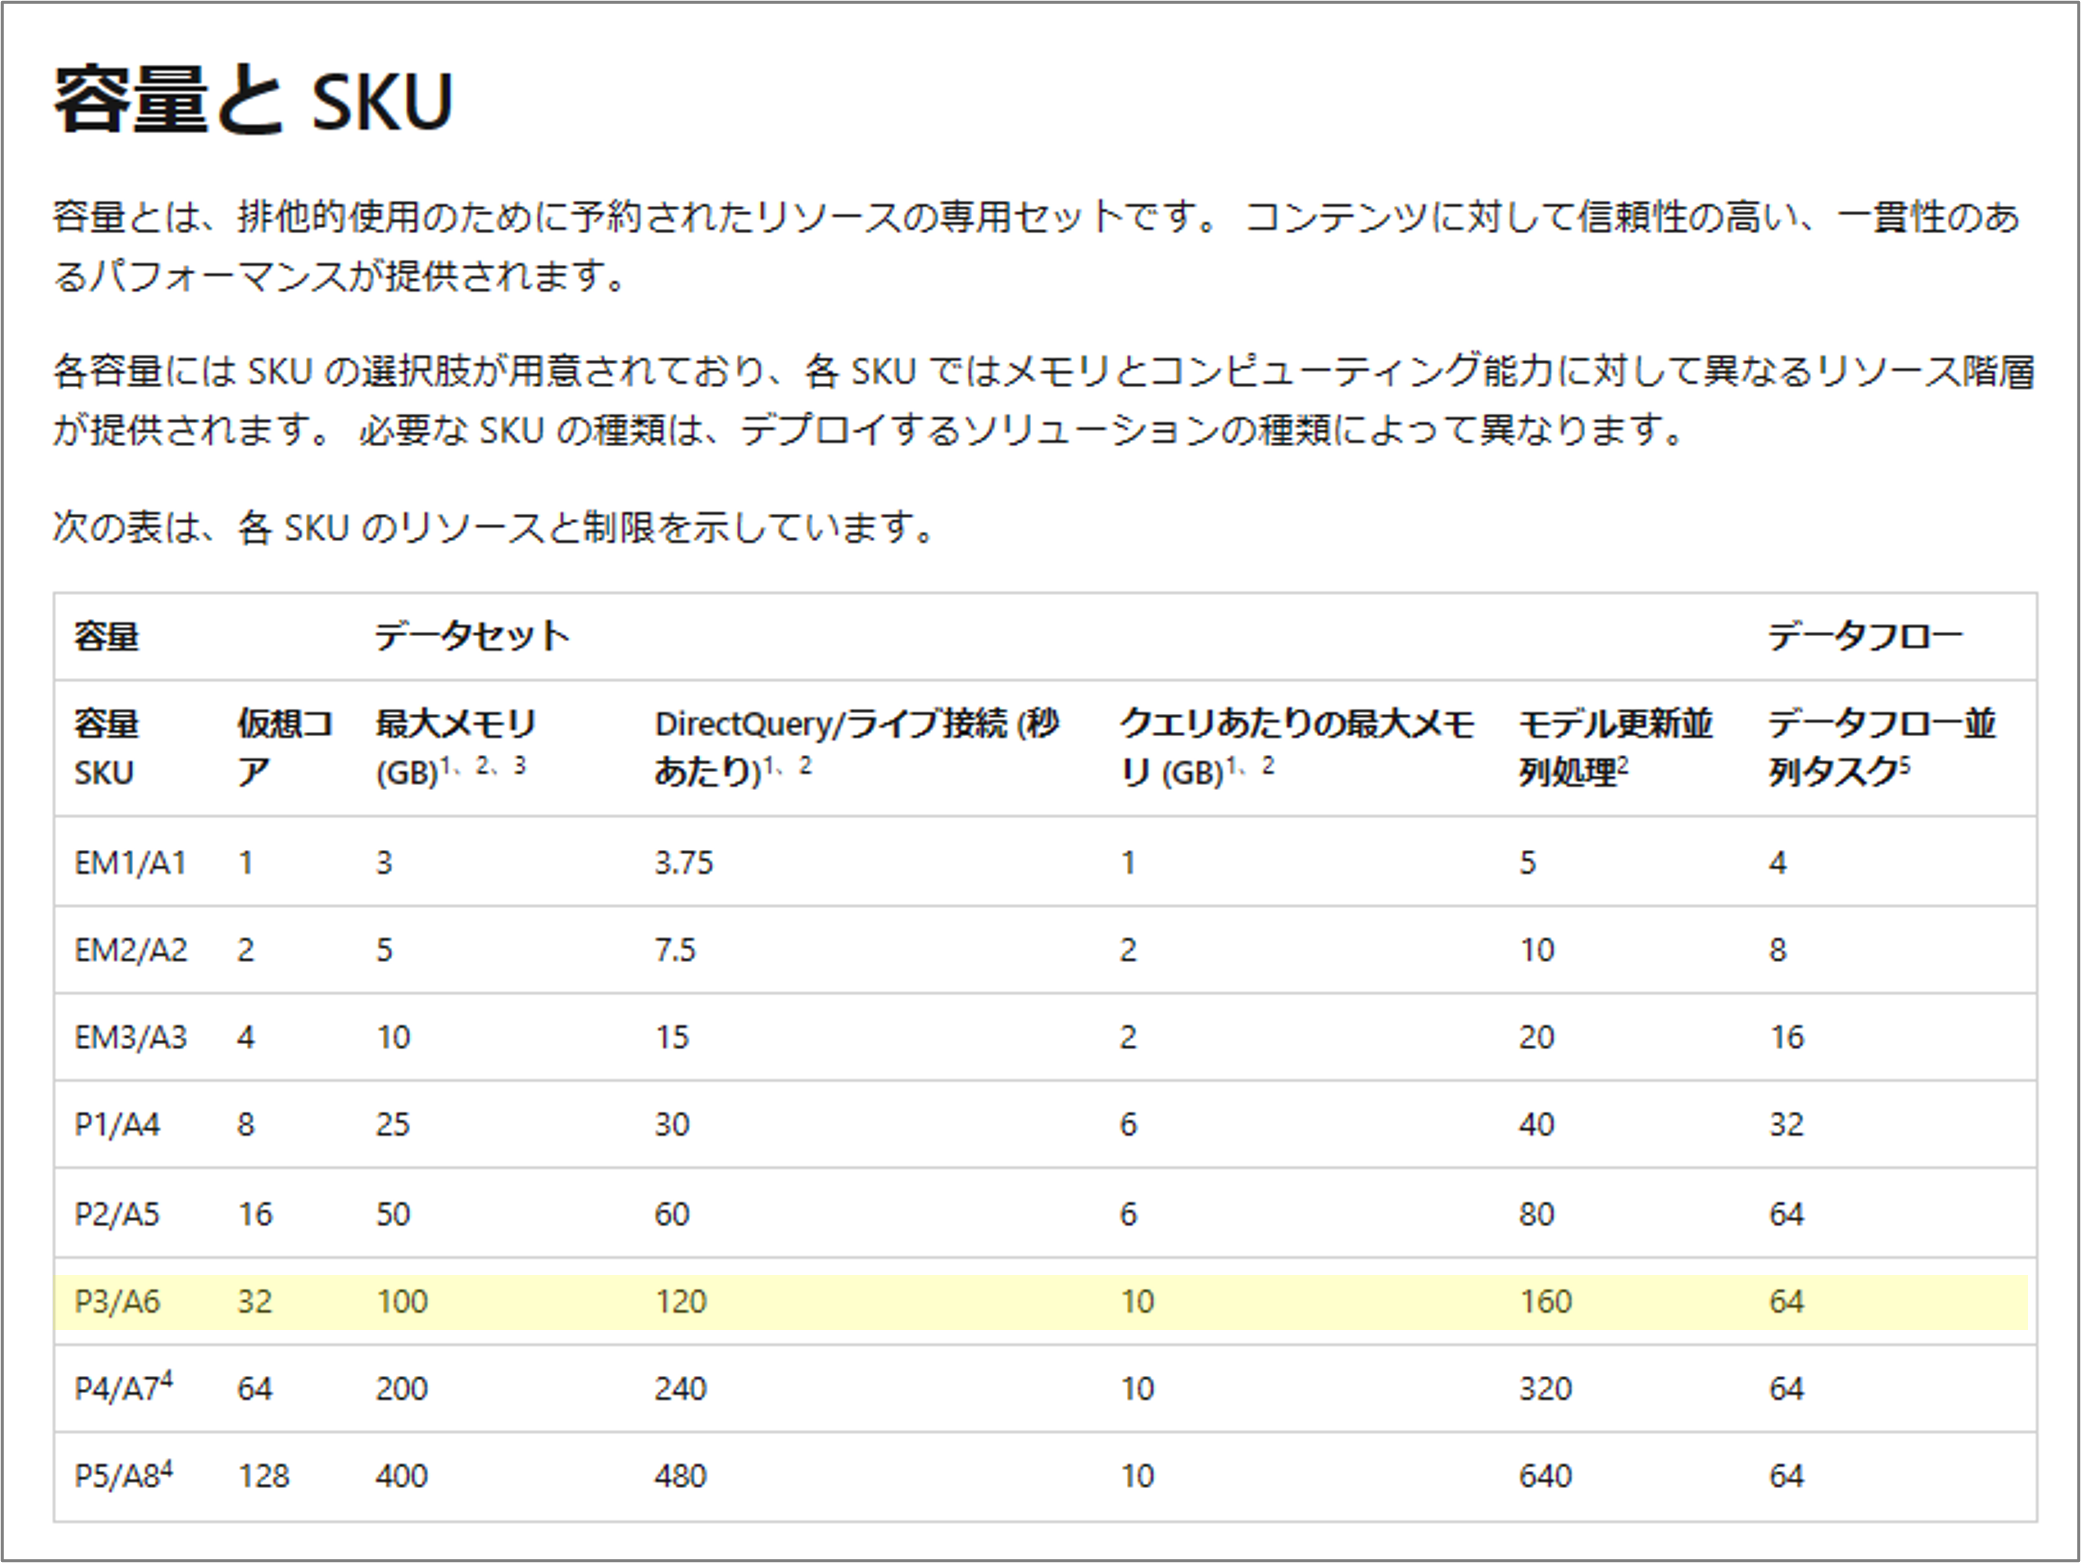 容量と SKU
容量とは、排他的使用のために予約されたリソースの専用セットです。 コンテンツに対して信頼性の高い、一貫性のあ
るパフォーマンスが提供されます。
各容量には SKU の選択肢が用意されており、各 SKU ではメモリとコンピューティング能力に対して異なるリソース階層
が提供されます。 必要な SKU の種類は、デプロイするソリューションの種類によって異なります。
次の表は、各 SKU のリソースと制限を示しています。
容量 データセット データフロー
容量 仮想コ 最大メモリ DirectQuery/ライブ接続 (秒 クエリあたりの最大メモ モデル更新並 データフロー並
SKU ア (GB)1、2、3 あたり)1、2 リ (GB)1、2 列処理2 列タスク5
EM1/A1 1 3 3.75 1 5 4
EM2/A2 2 5 7.5 2 10 8
EM3/A3 4 10 15 2 20 16
P1/A4 8 25 30 6 40 32
P2/A5 16 50 60 6 80 64
P3/A6 32 100 120 10 160 64
P4/A74 64 200 240 10 320 64
P5/A84 128 400 480 10 640 64